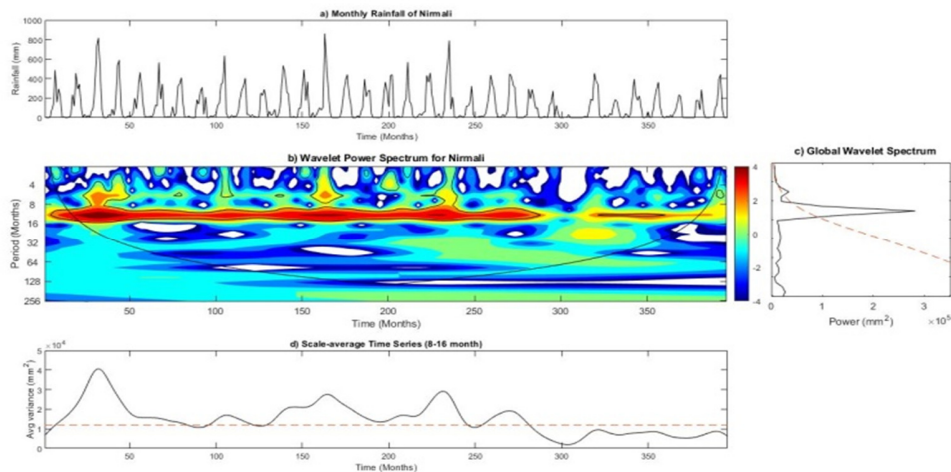 a) Monthly Rainfall of Nirmali
1000
800
600
400
200
0
Rainfall (mm)
50 100 150 200 250 300 350
Time (Months)
b) Wavelet Power Spectrum for Nirmali
4
8
16
32
64
128
256
Period (Months)
50 100 150 200 250 300 350
Time (Months)
4
2
0
-2
-4
c) Global Wavelet Spectrum
0 1 2 3
Power (mm²) ×10⁵
d) Scale-average Time Series (8-16 month)
×10⁴
5
4
3
2
1
0
Avg variance (mm²)
50 100 150 200 250 300 350
Time (Months)